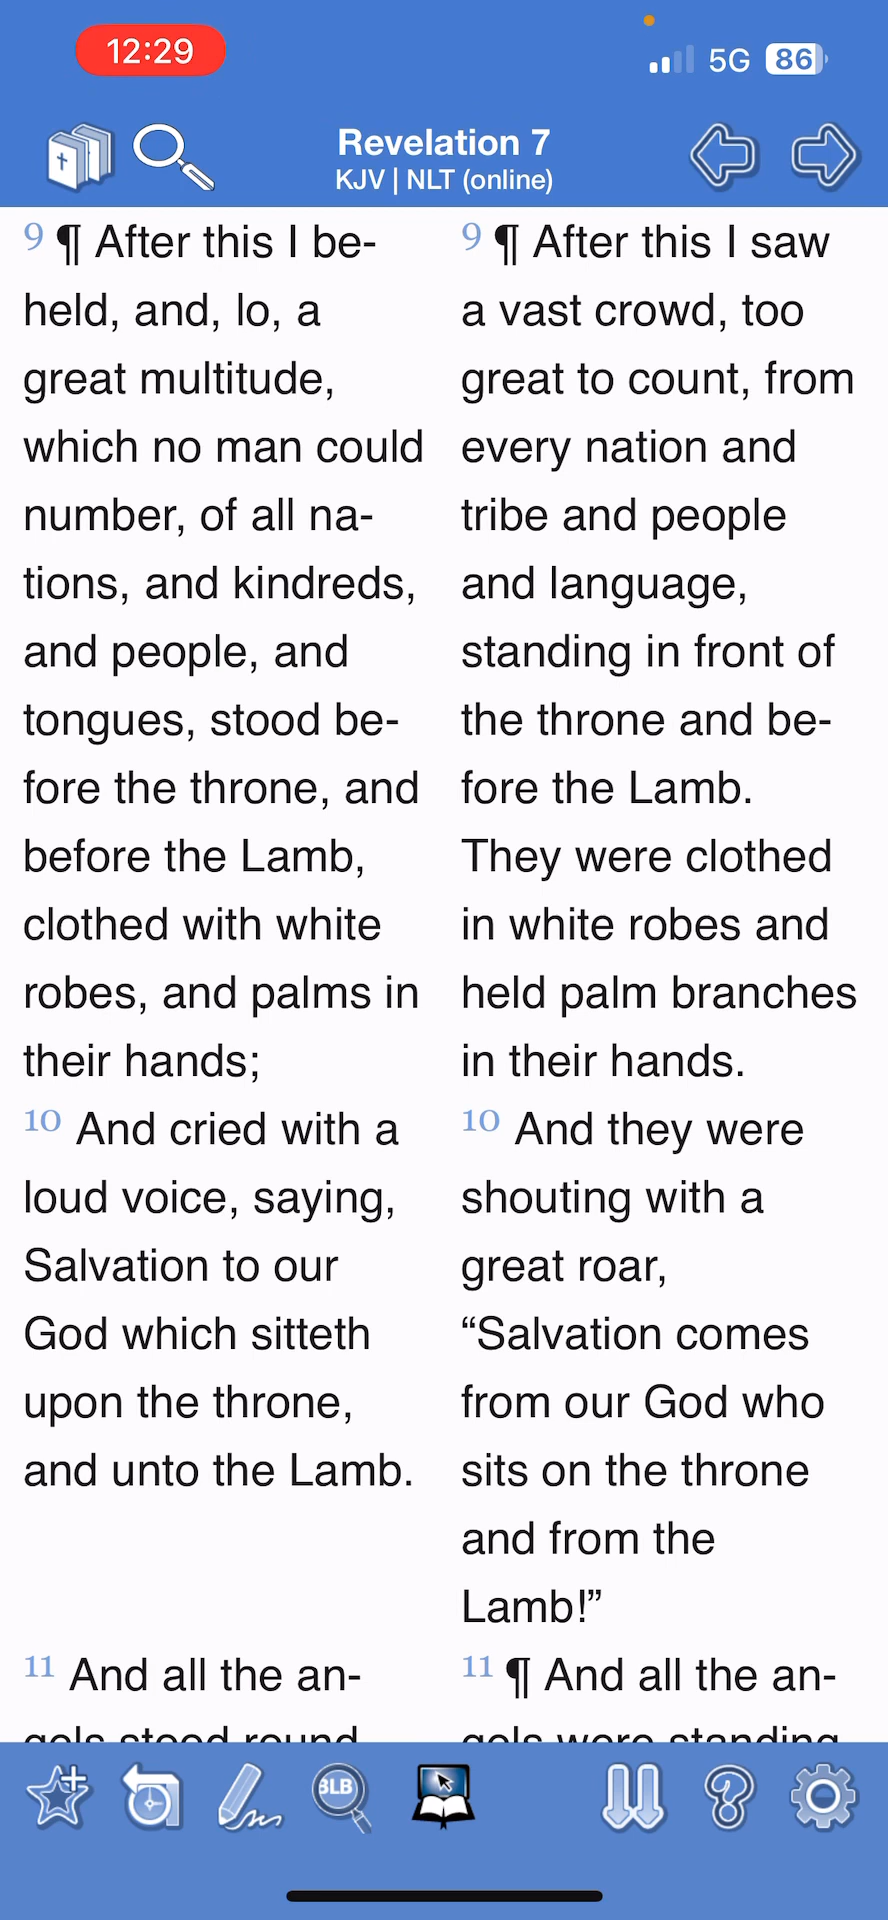 12:29
5G 86
Revelation 7
KJV | NLT (online)
9 ¶ After this I be-
held, and, lo, a
great multitude,
which no man could
number, of all na-
tions, and kindreds,
and people, and
tongues, stood be-
fore the throne, and
before the Lamb,
clothed with white
robes, and palms in
their hands;
10 And cried with a
loud voice, saying,
Salvation to our
God which sitteth
upon the throne,
and unto the Lamb.
11 And all the an-
gels stood round
9 ¶ After this I saw
a vast crowd, too
great to count, from
every nation and
tribe and people
and language,
standing in front of
the throne and be-
fore the Lamb.
They were clothed
in white robes and
held palm branches
in their hands.
10 And they were
shouting with a
great roar,
“Salvation comes
from our God who
sits on the throne
and from the
Lamb!”
11 ¶ And all the an-
gels were standing
BLB